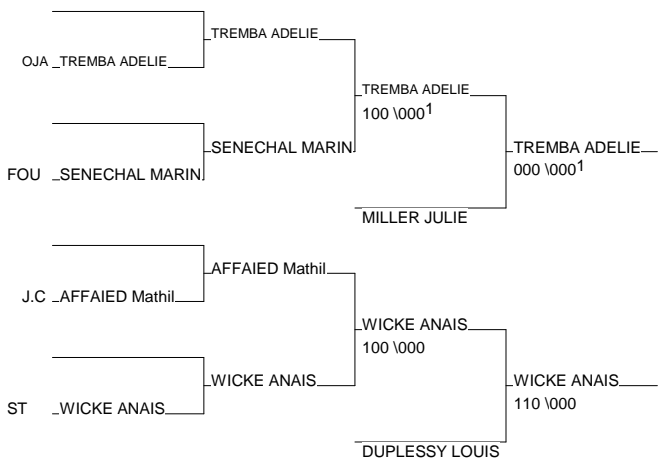 TREMBA ADELIE
OJA TREMBA ADELIE
TREMBA ADELIE
100 \000 1
SENECHAL MARIN
TREMBA ADELIE
000 \000 1
FOU SENECHAL MARIN
MILLER JULIE
AFFAIED Mathil
J.C AFFAIED Mathil
WICKE ANAIS
100 \000
WICKE ANAIS
WICKE ANAIS
110 \000
ST WICKE ANAIS
DUPLESSY LOUIS